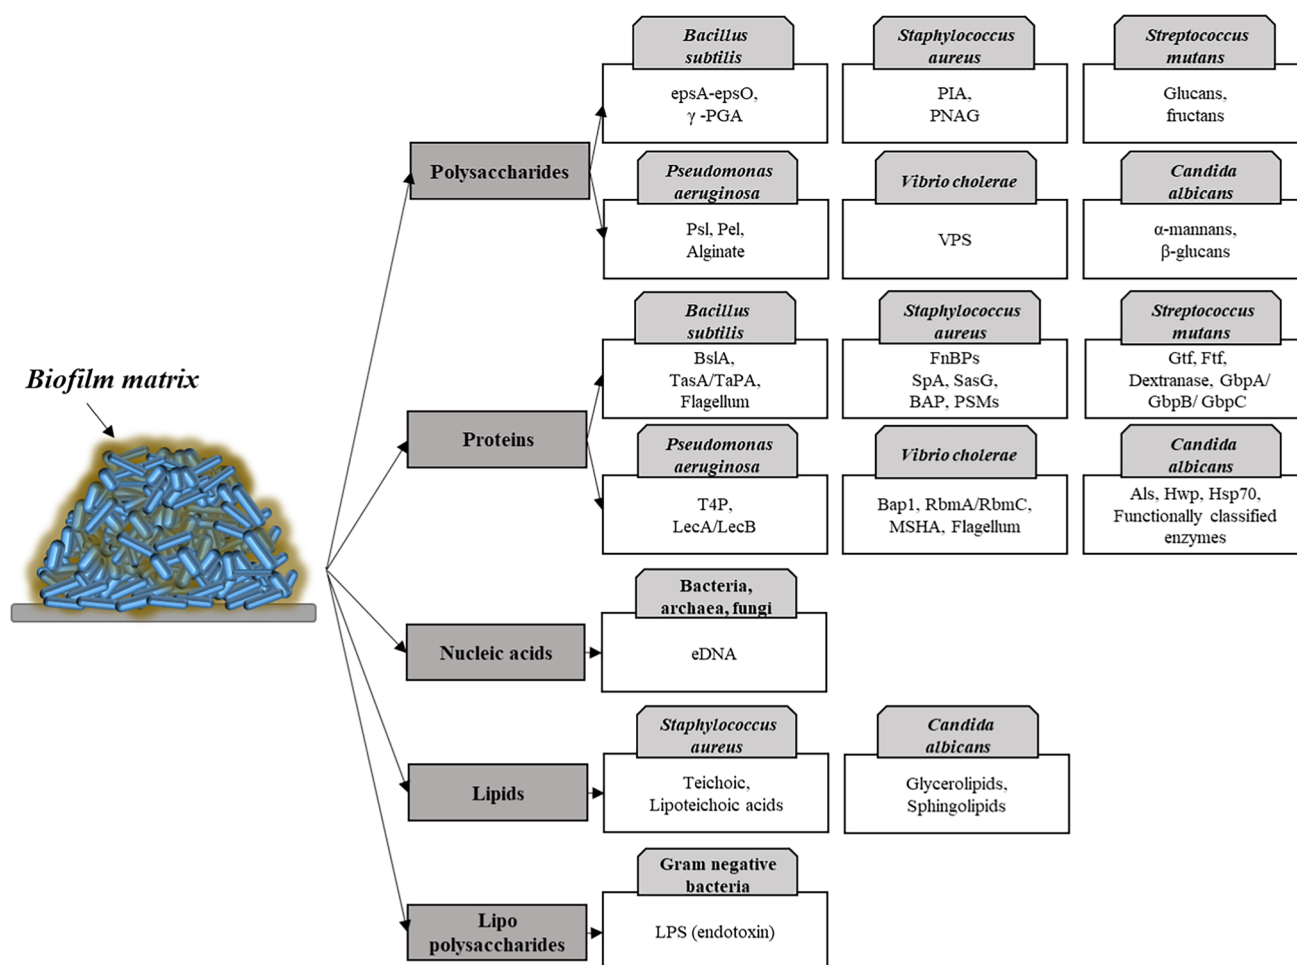 Biofilm matrix
Polysaccharides
Bacillus
subtilis
epsA-epsO,
γ -PGA
Staphylococcus
aureus
PIA,
PNAG
Streptococcus
mutans
Glucans,
fructans
Pseudomonas
aeruginosa
Psl, Pel,
Alginate
Vibrio cholerae
VPS
Candida
albicans
α-mannans,
β-glucans
Proteins
Bacillus
subtilis
BslA,
TasA/TaPA,
Flagellum
Staphylococcus
aureus
FnBPs
SpA, SasG,
BAP, PSMs
Streptococcus
mutans
Gtf, Ftf,
Dextranase, GbpA/
GbpB/ GbpC
Pseudomonas
aeruginosa
T4P,
LecA/LecB
Vibrio cholerae
Bap1, RbmA/RbmC,
MSHA, Flagellum
Candida
albicans
Als, Hwp, Hsp70,
Functionally classified
enzymes
Nucleic acids
Bacteria,
archaea, fungi
eDNA
Lipids
Staphylococcus
aureus
Teichoic,
Lipoteichoic acids
Candida
albicans
Glycerolipids,
Sphingolipids
Lipo
polysaccharides
Gram negative
bacteria
LPS (endotoxin)